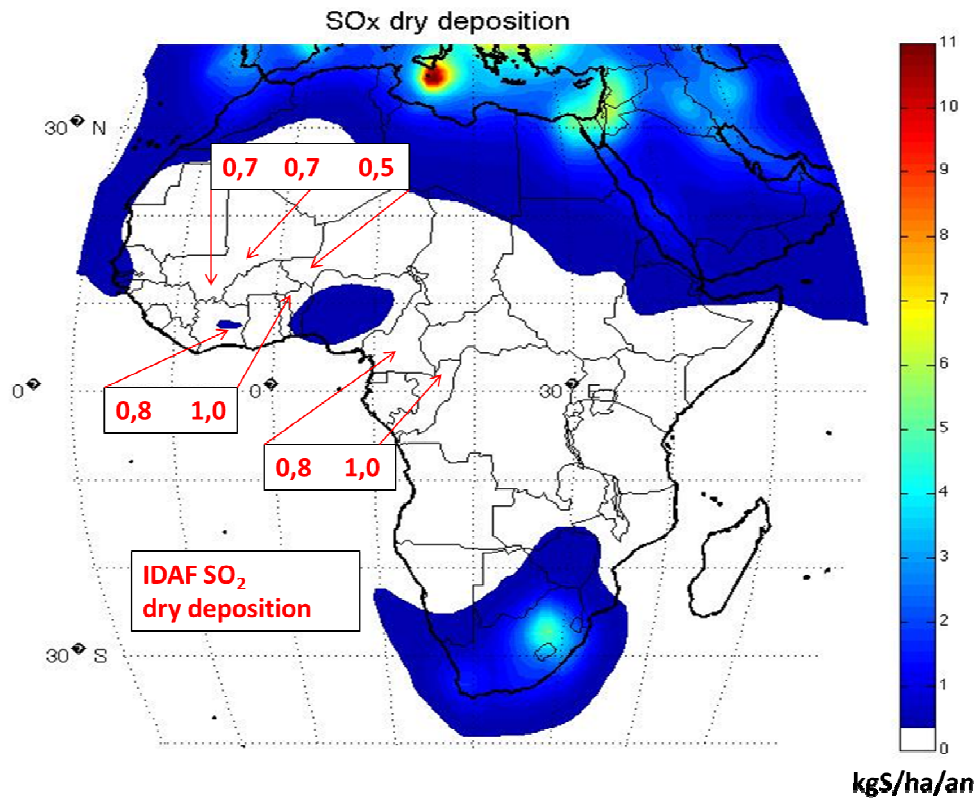 SOx dry deposition
11
10
9
8
7
6
5
4
3
2
1
0
30� N
0,7 0,7 0,5
0� 0� 30� E
0,8 1,0
0,8 1,0
IDAF SO₂
dry deposition
30� S
kgS/ha/an